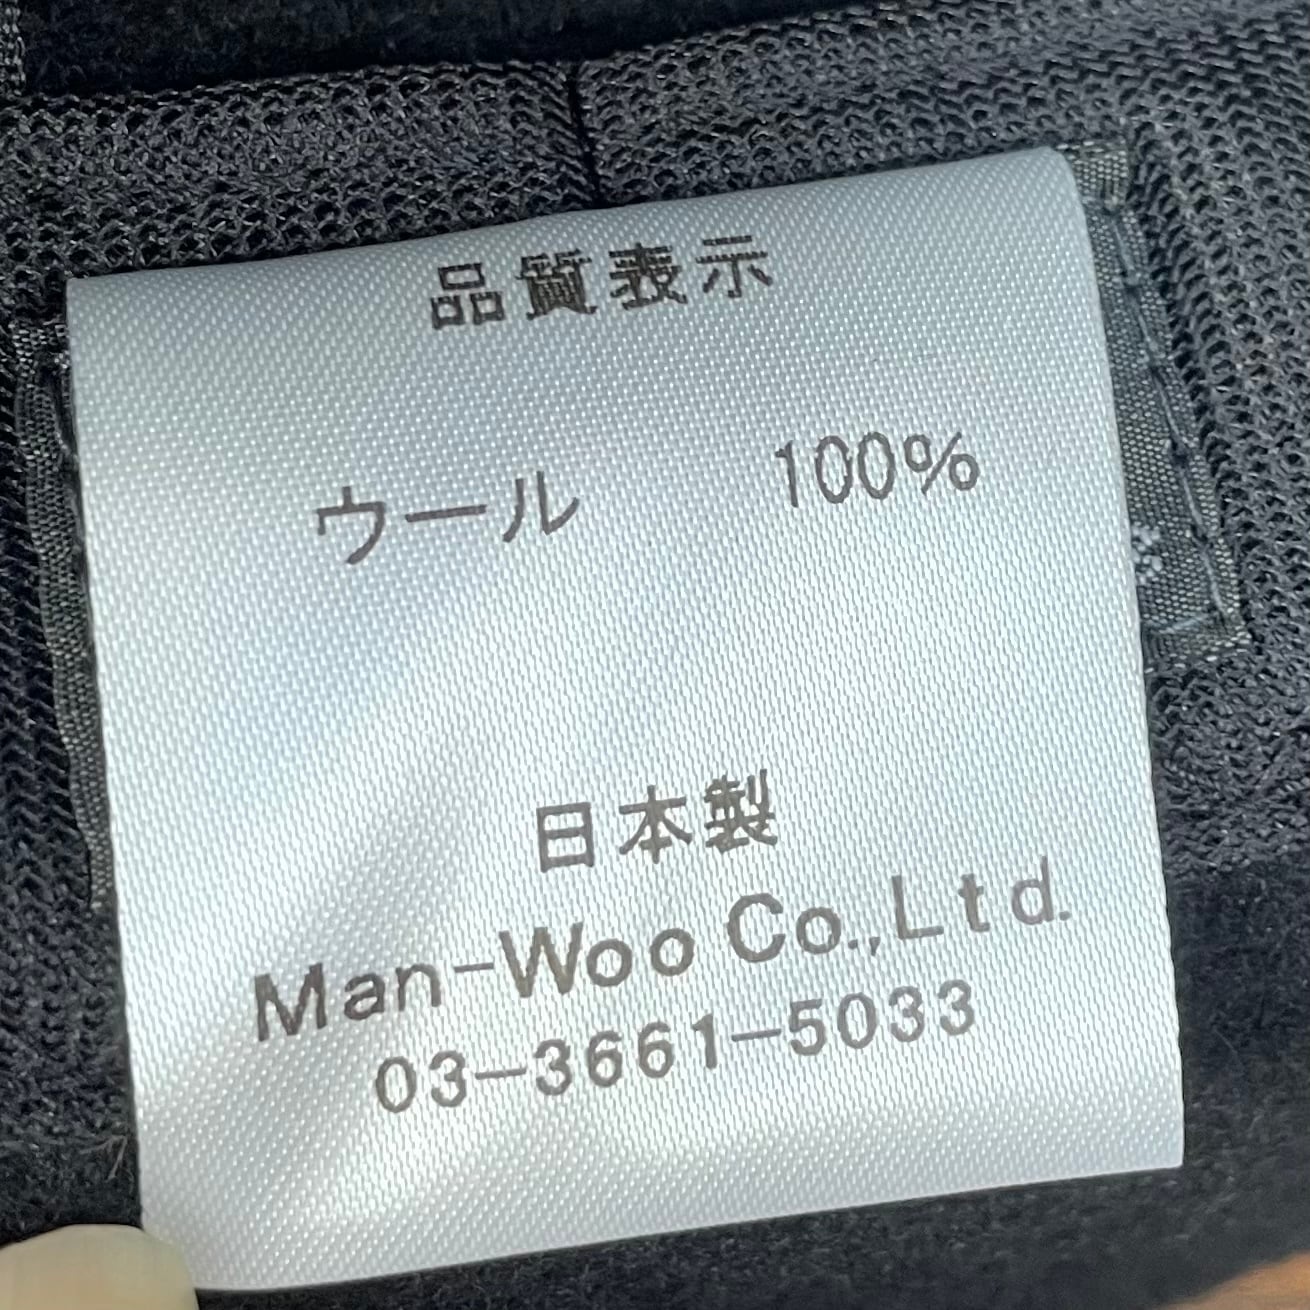 品質表示
ウール 100%
日本製
Man-Woo Co.,Ltd.
03-3661-5033